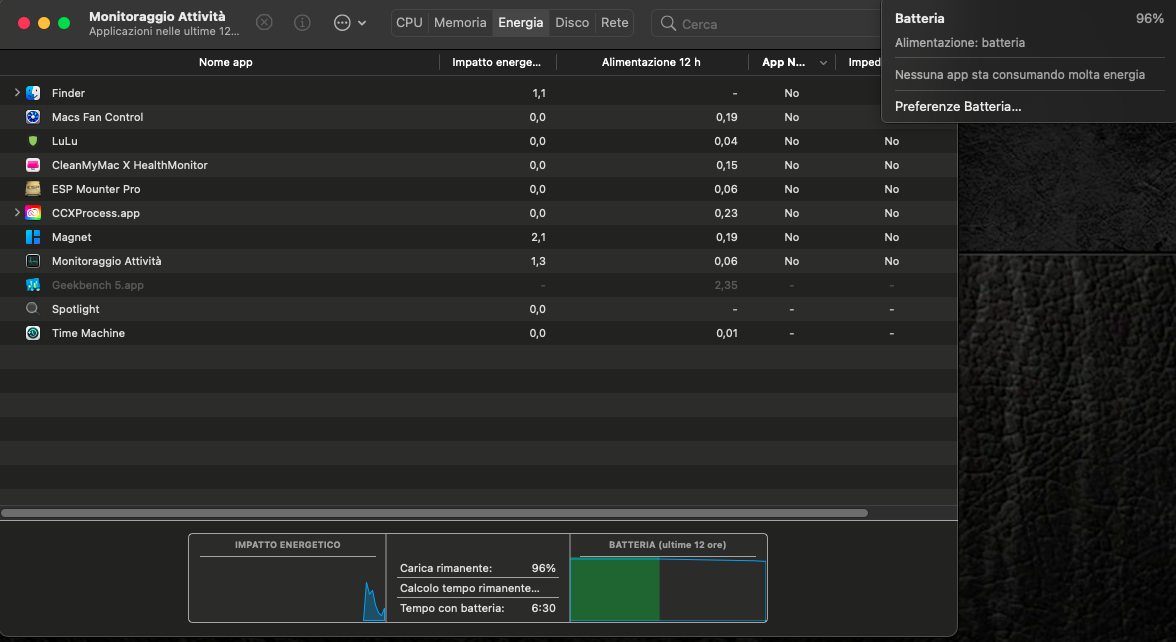 Monitoraggio Attività
Applicazioni nelle ultime 12...
CPU Memoria Energia Disco Rete
Cerca
Batteria 96%
Alimentazione: batteria
Nessuna app sta consumando molta energia
Preferenze Batteria...
Nome app Impatto energe... Alimentazione 12 h App N... Imped
Finder 1,1 - No
Macs Fan Control 0,0 0,19 No
LuLu 0,0 0,04 No No
CleanMyMac X HealthMonitor 0,0 0,15 No No
ESP Mounter Pro 0,0 0,06 No No
CCXProcess.app 0,0 0,23 No No
Magnet 2,1 0,19 No No
Monitoraggio Attività 1,3 0,06 No No
Geekbench 5.app - 2,35 - -
Spotlight 0,0 - - -
Time Machine 0,0 0,01 - -
IMPATTO ENERGETICO
Carica rimanente: 96%
Calcolo tempo rimanente...
Tempo con batteria: 6:30
BATTERIA (ultime 12 ore)